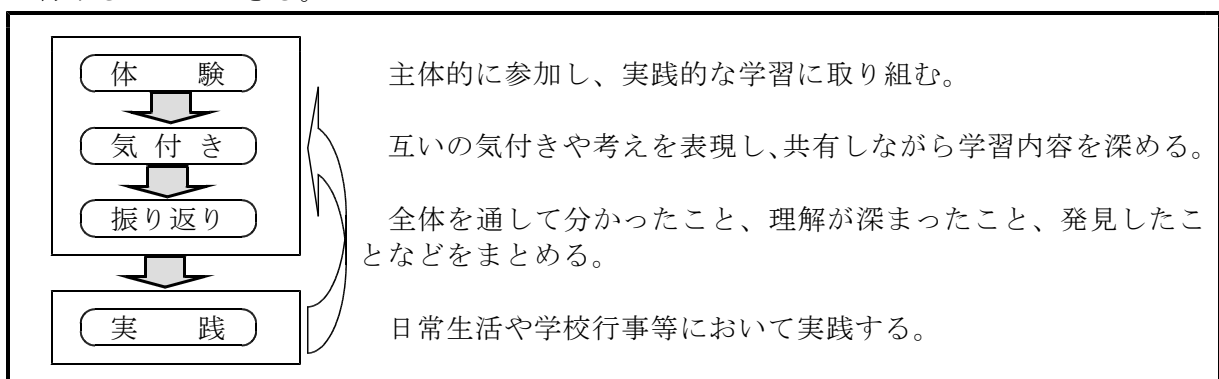 体験
主体的に参加し、実践的な学習に取り組む。
気付き
互いの気付きや考えを表現し、共有しながら学習内容を深める。
振り返り
全体を通して分かったこと、理解が深まったこと、発見したこ
となどをまとめる。
実践
日常生活や学校行事等において実践する。